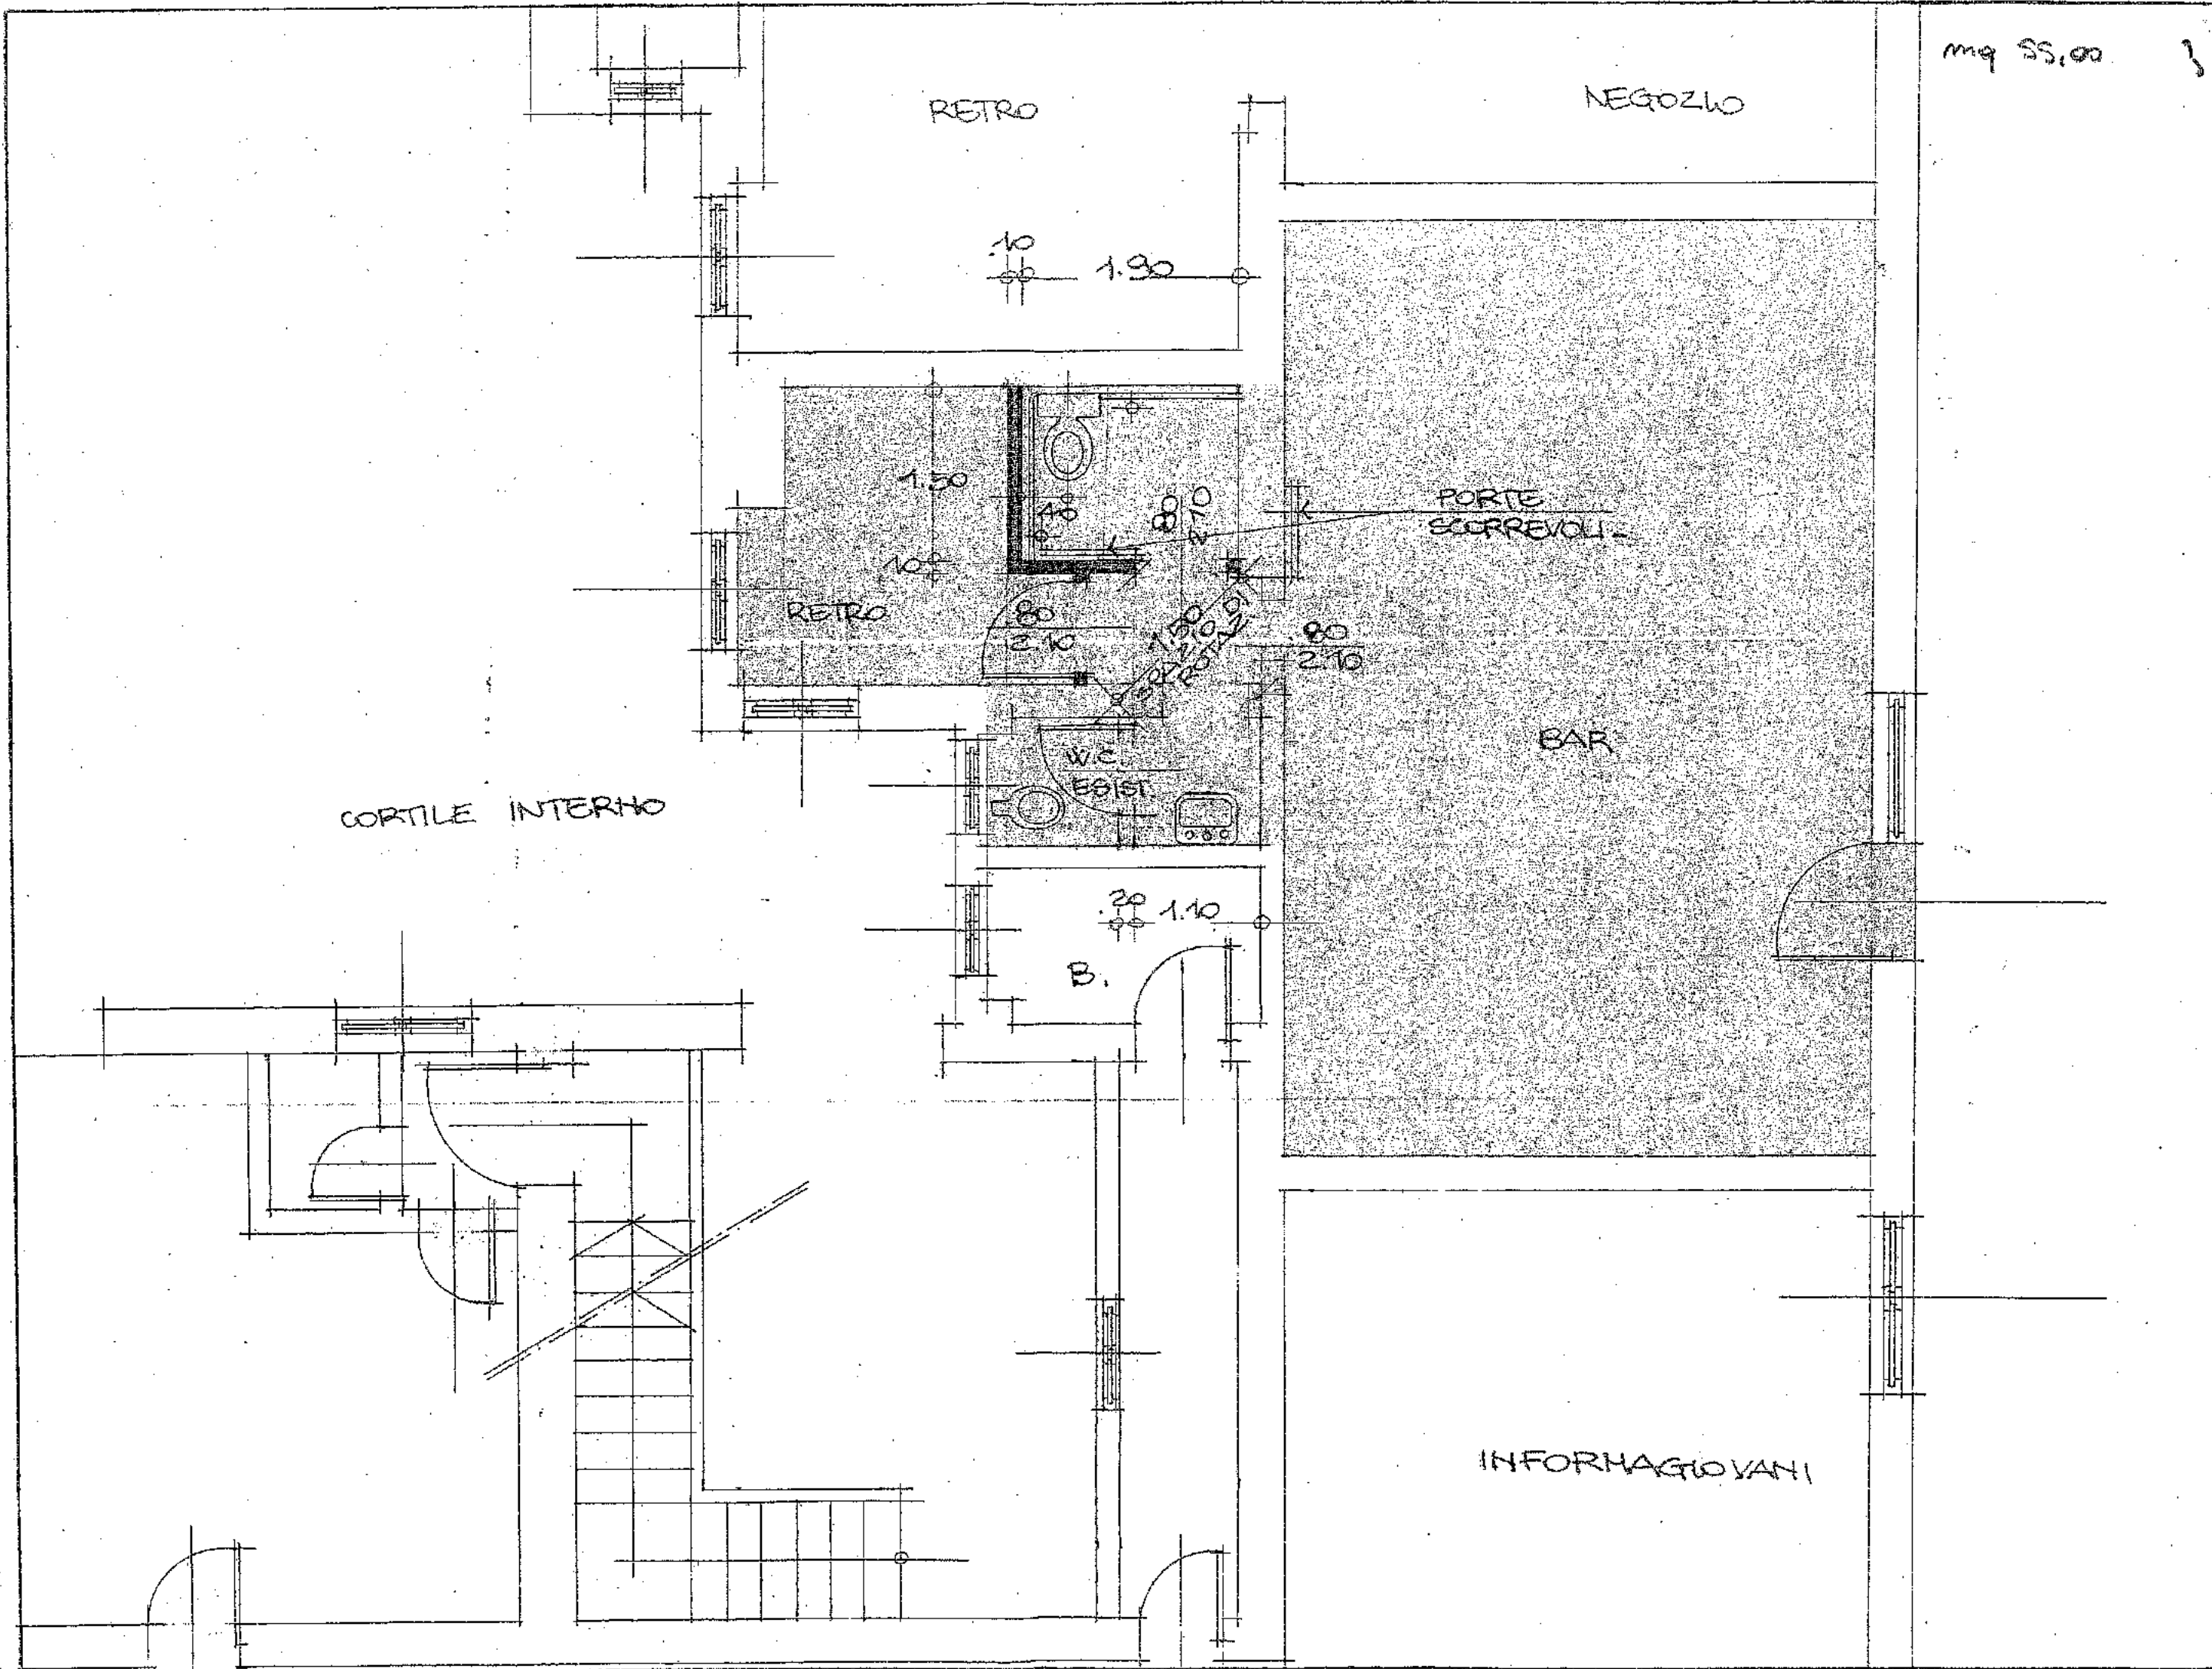 mq 55,00
RETRO
NEGOZIO
.10
1.90
1.50
40
80
2.10
PORTE
SCORREVOLI-
10
RETRO
80
2.10
1.50
SPAZIO DI
ROTAZ.
.80
2.10
BAR
W.C.
ESIST.
CORTILE INTERNO
.20
1.10
B.
INFORMAGIOVANI